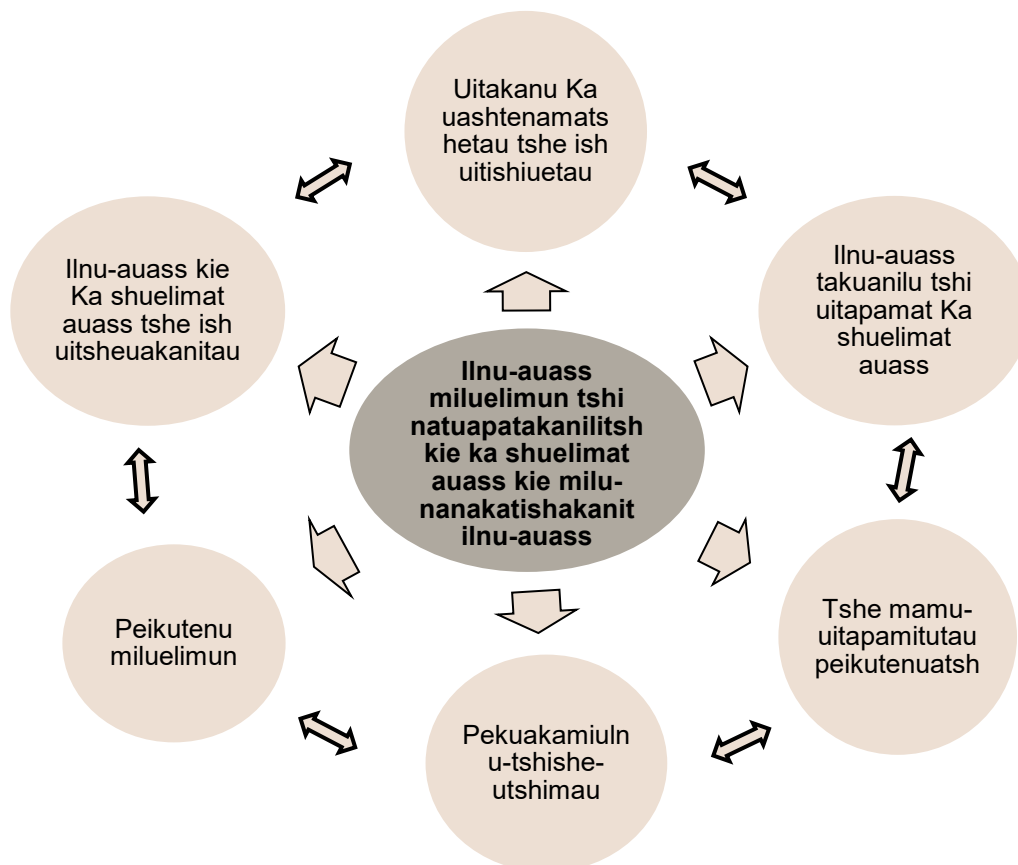 Uitakanu Ka
uashtenamats
hetau tshe ish
uitishiuetau
Ilnu-auass
takuanilu tshi
uitapamat Ka
shuelimat
auass
Tshe mamu-
uitapamitutau
peikutenuatsh
Pekuakamiuln
u-tshishe-
utshimau
Peikutenu
miluelimun
Ilnu-auass kie
Ka shuelimat
auass tshe ish
uitsheuakanitau
Ilnu-auass
miluelimun tshi
natuapatakanilitsh
kie ka shuelimat
auass kie milu-
nanakatishakanit
ilnu-auass